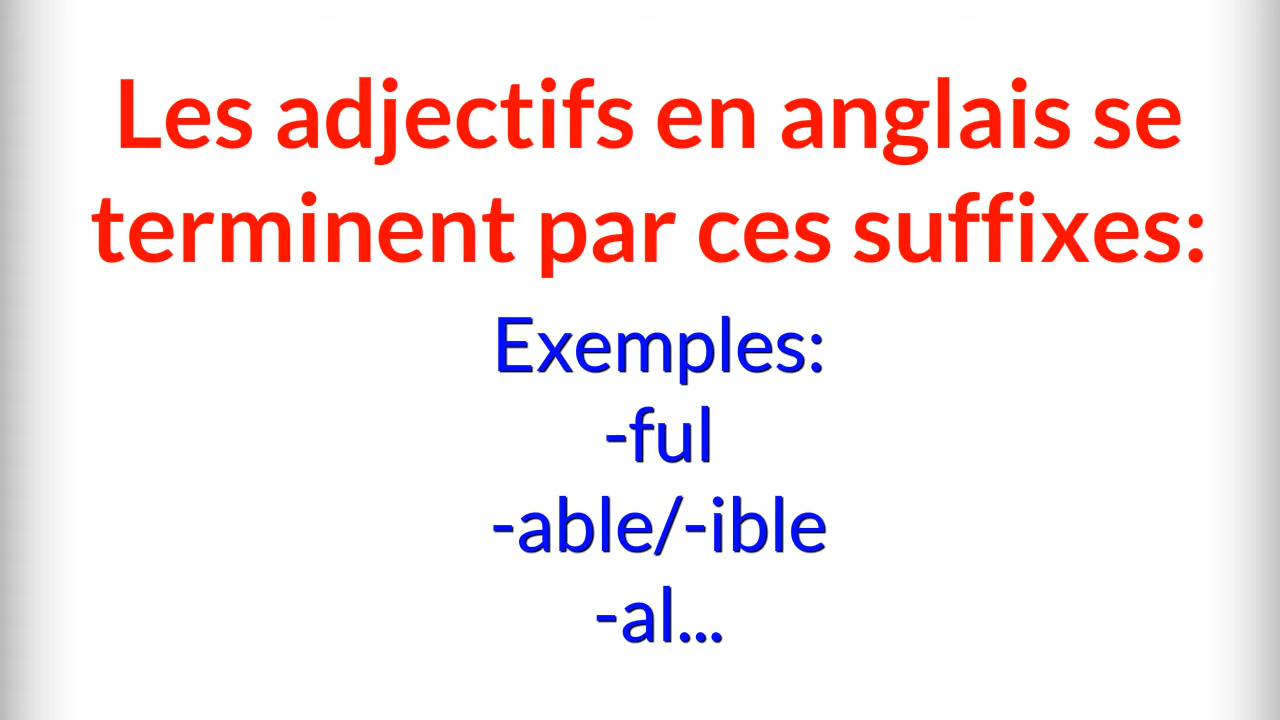 Les adjectifs en anglais se
terminent par ces suffixes:
Exemples:
-ful
-able/-ible
-al...